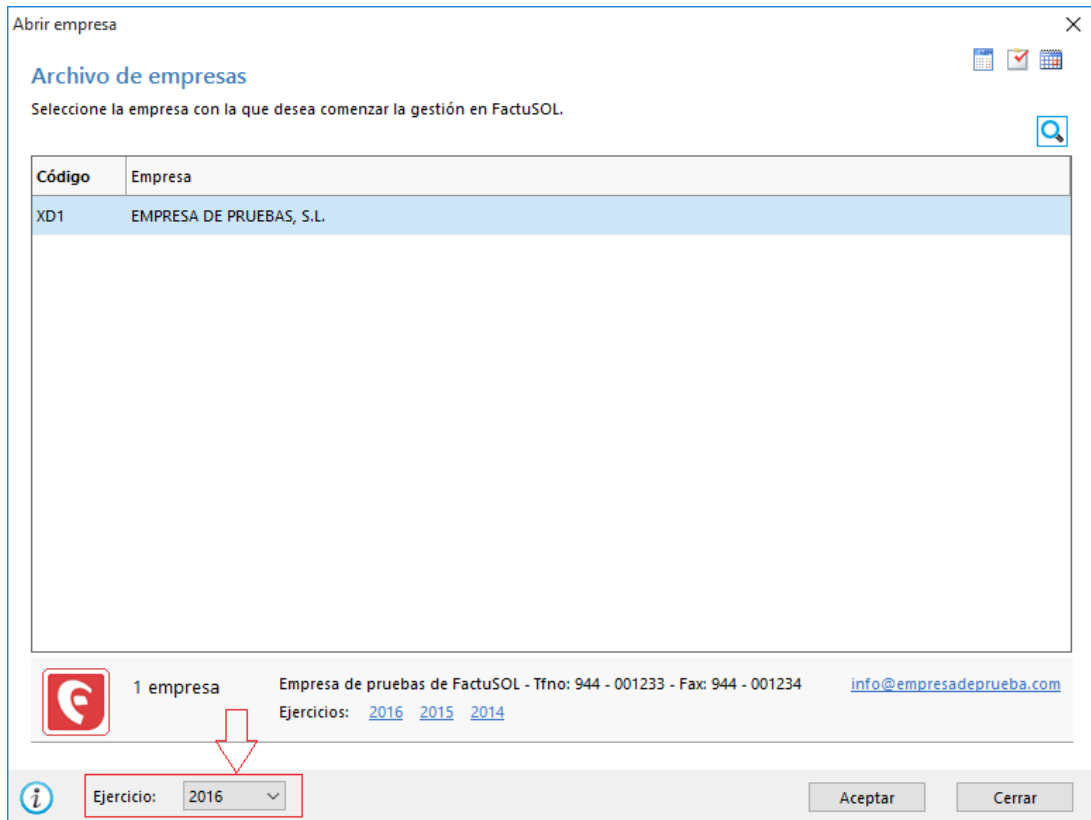 Abrir empresa
Archivo de empresas
Seleccione la empresa con la que desea comenzar la gestión en FactuSOL.
Código Empresa
XD1 EMPRESA DE PRUEBAS, S.L.
1 empresa
Empresa de pruebas de FactuSOL - Tfno: 944 - 001233 - Fax: 944 - 001234 info@empresadeprueba.com
Ejercicios: 2016 2015 2014
Ejercicio: 2016 Aceptar Cerrar